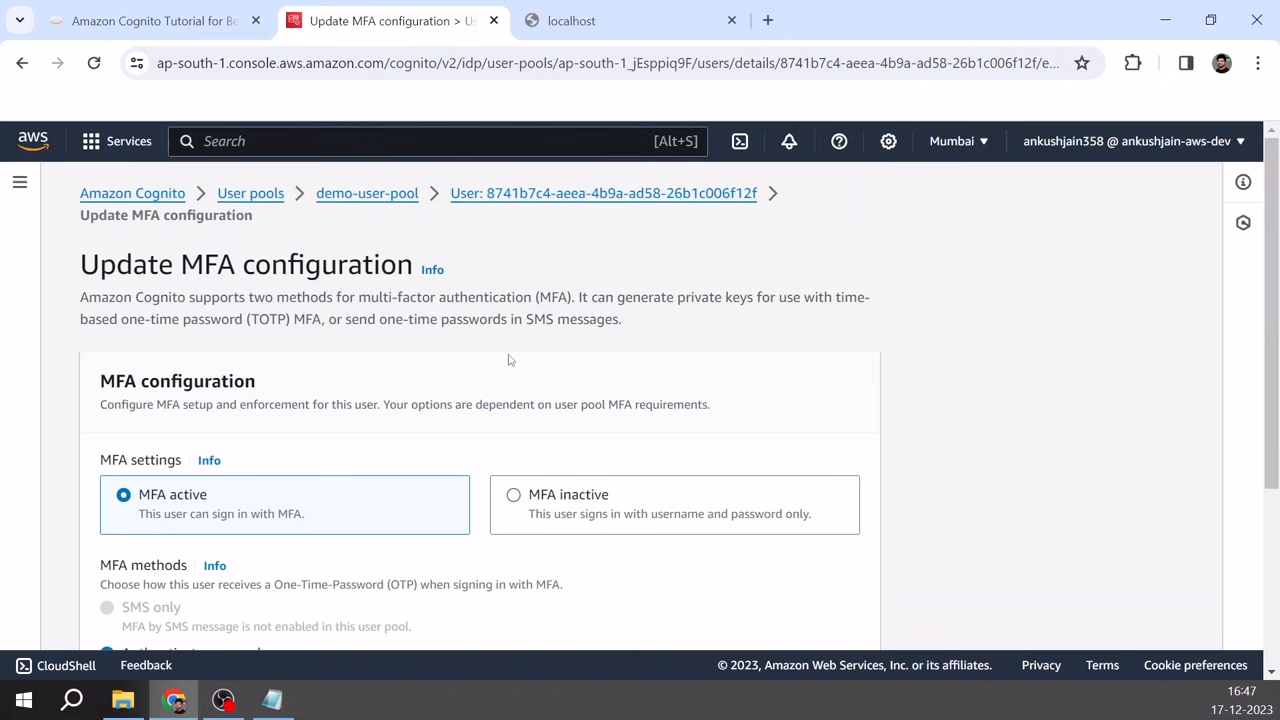 Amazon Cognito Tutorial for Be
Update MFA configuration > Us
localhost
ap-south-1.console.aws.amazon.com/cognito/v2/idp/user-pools/ap-south-1_jEsppiq9F/users/details/8741b7c4-aeea-4b9a-ad58-26b1c006f12f/e...
aws
Services
Search
[Alt+S]
Mumbai
ankushjain358 @ ankushjain-aws-dev
Amazon Cognito > User pools > demo-user-pool > User: 8741b7c4-aeea-4b9a-ad58-26b1c006f12f >
Update MFA configuration
Update MFA configuration Info
Amazon Cognito supports two methods for multi-factor authentication (MFA). It can generate private keys for use with time-
based one-time password (TOTP) MFA, or send one-time passwords in SMS messages.
MFA configuration
Configure MFA setup and enforcement for this user. Your options are dependent on user pool MFA requirements.
MFA settings Info
MFA active
This user can sign in with MFA.
MFA inactive
This user signs in with username and password only.
MFA methods Info
Choose how this user receives a One-Time-Password (OTP) when signing in with MFA.
SMS only
MFA by SMS message is not enabled in this user pool.
CloudShell
Feedback
© 2023, Amazon Web Services, Inc. or its affiliates.
Privacy
Terms
Cookie preferences
16:47
17-12-2023